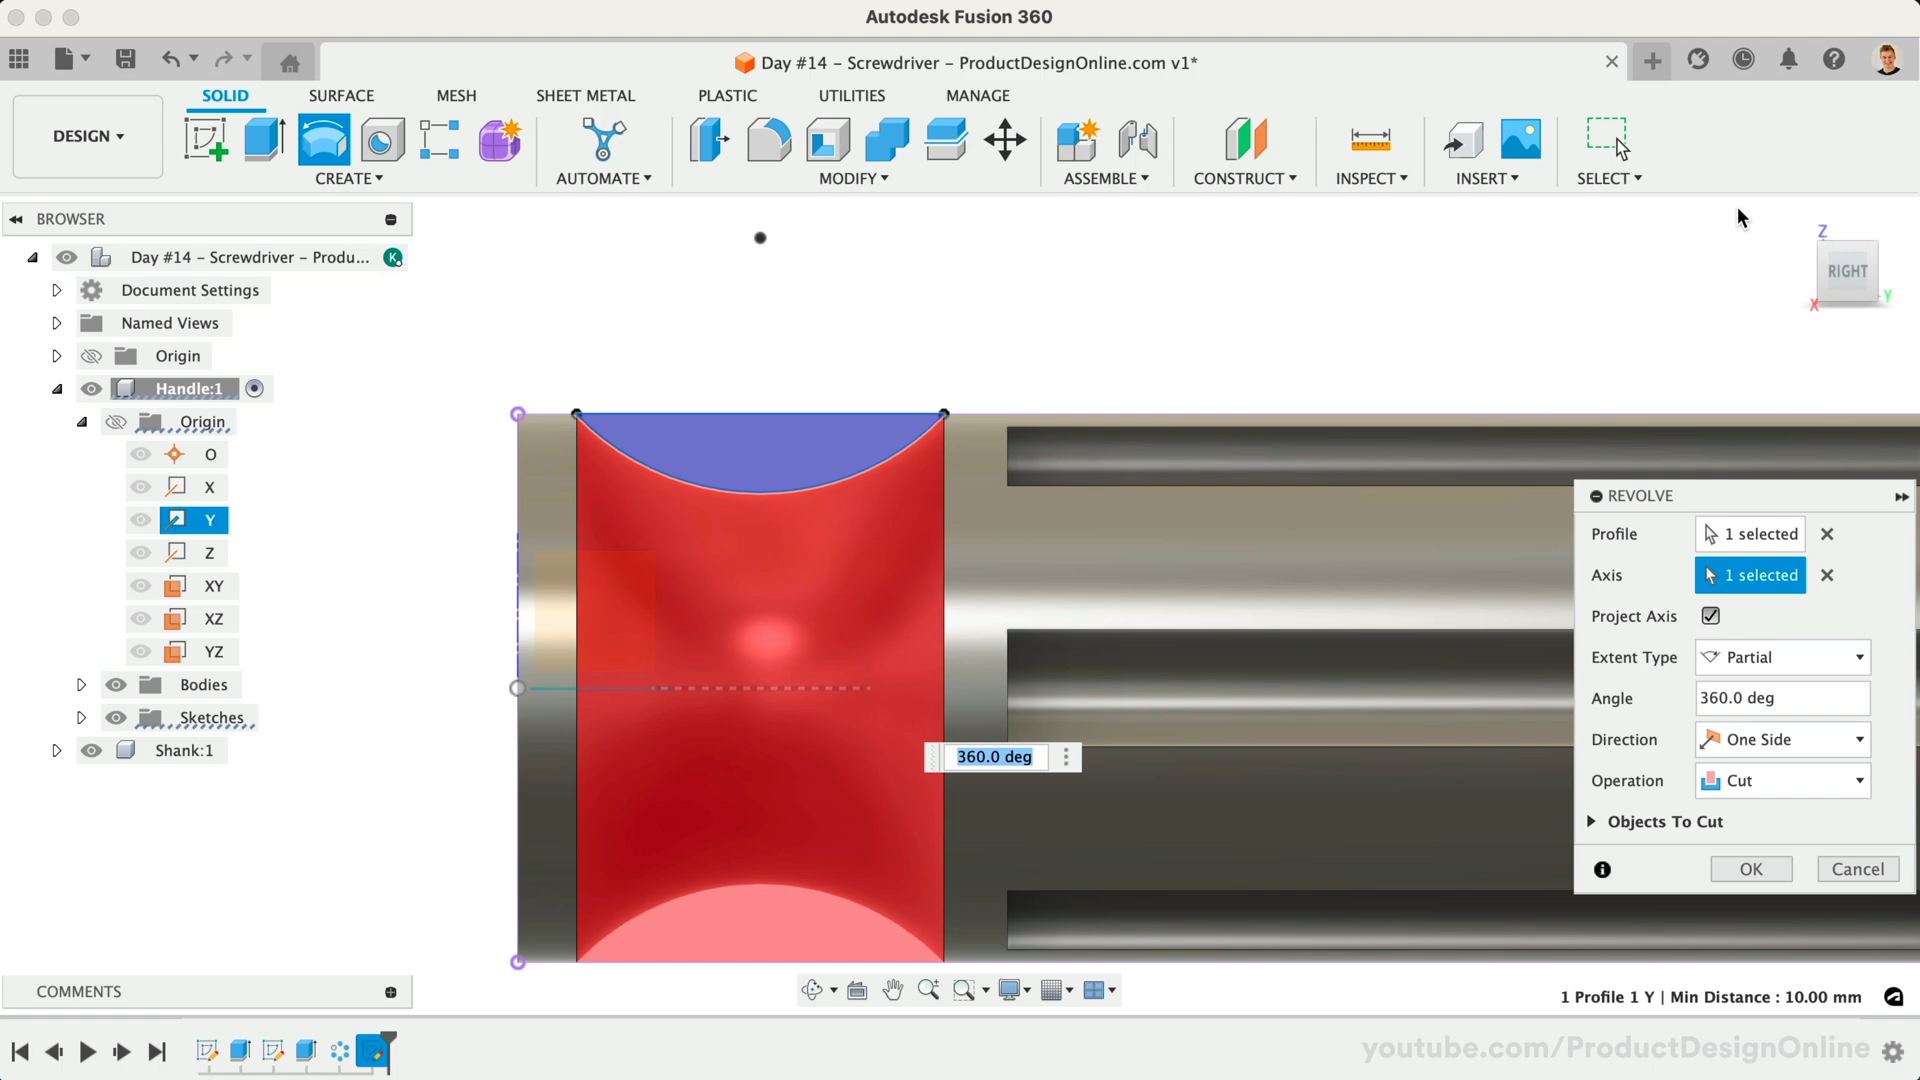 Autodesk Fusion 360
Day #14 – Screwdriver – ProductDesignOnline.com v1*
DESIGN
SOLID
SURFACE
MESH
SHEET METAL
PLASTIC
UTILITIES
MANAGE
CREATE
AUTOMATE
MODIFY
ASSEMBLE
CONSTRUCT
INSPECT
INSERT
SELECT
BROWSER
Day #14 – Screwdriver – Produ...
K
Document Settings
Named Views
Origin
Handle:1
Origin
O
X
Y
Z
XY
XZ
YZ
Bodies
Sketches
Shank:1
Z
RIGHT
X
Y
360.0 deg
REVOLVE
Profile
1 selected
Axis
1 selected
Project Axis
Extent Type
Partial
Angle
360.0 deg
Direction
One Side
Operation
Cut
Objects To Cut
OK
Cancel
COMMENTS
1 Profile 1 Y | Min Distance : 10.00 mm
youtube.com/ProductDesignOnline